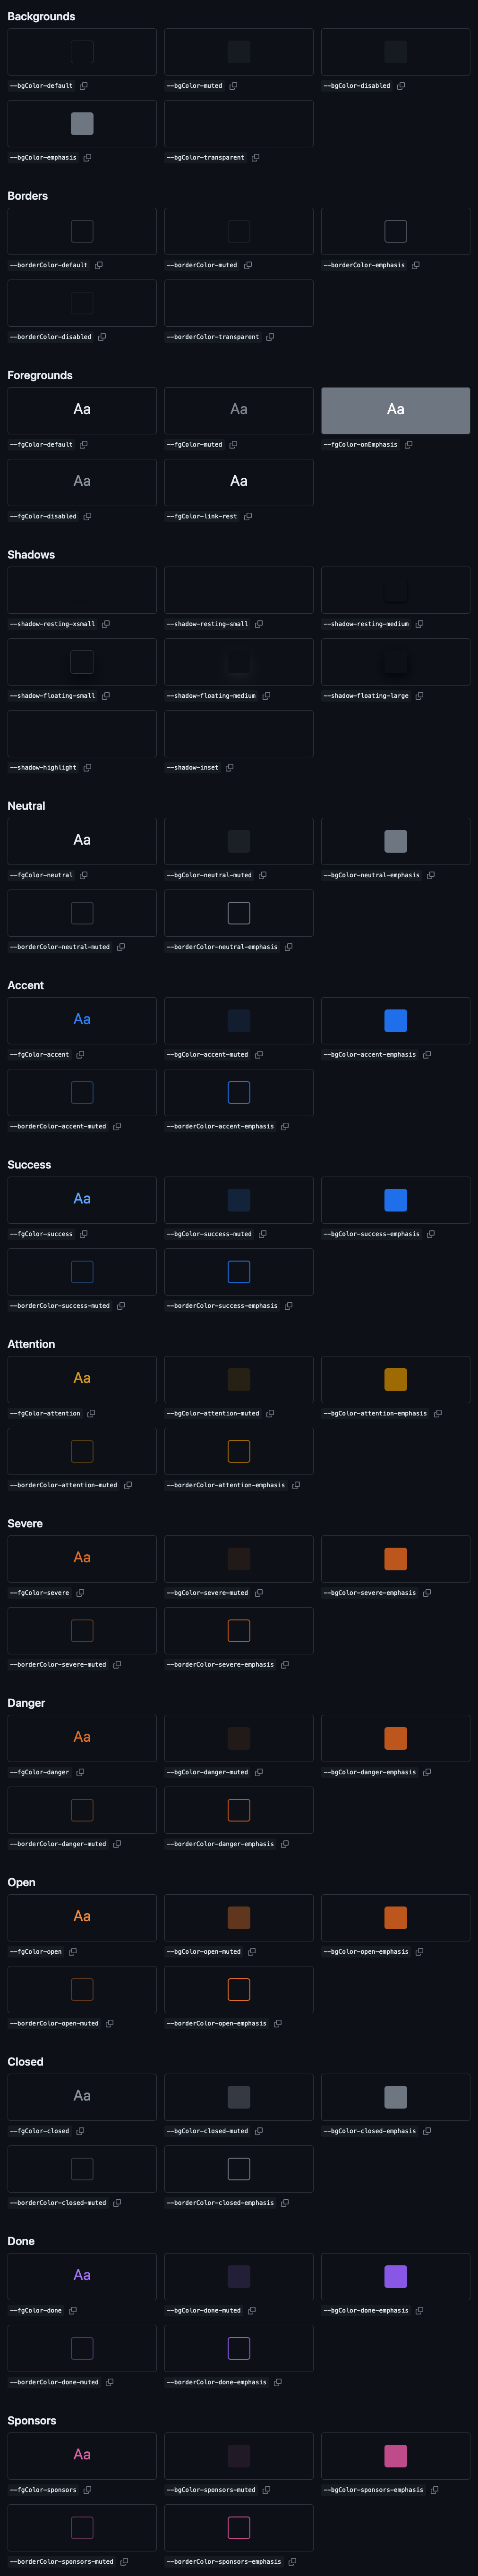 Backgrounds
--bgColor-default --bgColor-muted --bgColor-disabled
--bgColor-emphasis --bgColor-transparent
Borders
--borderColor-default --borderColor-muted --borderColor-emphasis
--borderColor-disabled --borderColor-transparent
Foregrounds
Aa Aa Aa
--fgColor-default --fgColor-muted --fgColor-onEmphasis
Aa Aa
--fgColor-disabled --fgColor-link-rest
Shadows
--shadow-resting-xsmall --shadow-resting-small --shadow-resting-medium
--shadow-floating-small --shadow-floating-medium --shadow-floating-large
--shadow-highlight --shadow-inset
Neutral
Aa
--fgColor-neutral --bgColor-neutral-muted --bgColor-neutral-emphasis
--borderColor-neutral-muted --borderColor-neutral-emphasis
Accent
Aa
--fgColor-accent --bgColor-accent-muted --bgColor-accent-emphasis
--borderColor-accent-muted --borderColor-accent-emphasis
Success
Aa
--fgColor-success --bgColor-success-muted --bgColor-success-emphasis
--borderColor-success-muted --borderColor-success-emphasis
Attention
Aa
--fgColor-attention --bgColor-attention-muted --bgColor-attention-emphasis
--borderColor-attention-muted --borderColor-attention-emphasis
Severe
Aa
--fgColor-severe --bgColor-severe-muted --bgColor-severe-emphasis
--borderColor-severe-muted --borderColor-severe-emphasis
Danger
Aa
--fgColor-danger --bgColor-danger-muted --bgColor-danger-emphasis
--borderColor-danger-muted --borderColor-danger-emphasis
Open
Aa
--fgColor-open --bgColor-open-muted --bgColor-open-emphasis
--borderColor-open-muted --borderColor-open-emphasis
Closed
Aa
--fgColor-closed --bgColor-closed-muted --bgColor-closed-emphasis
--borderColor-closed-muted --borderColor-closed-emphasis
Done
Aa
--fgColor-done --bgColor-done-muted --bgColor-done-emphasis
--borderColor-done-muted --borderColor-done-emphasis
Sponsors
Aa
--fgColor-sponsors --bgColor-sponsors-muted --bgColor-sponsors-emphasis
--borderColor-sponsors-muted --borderColor-sponsors-emphasis